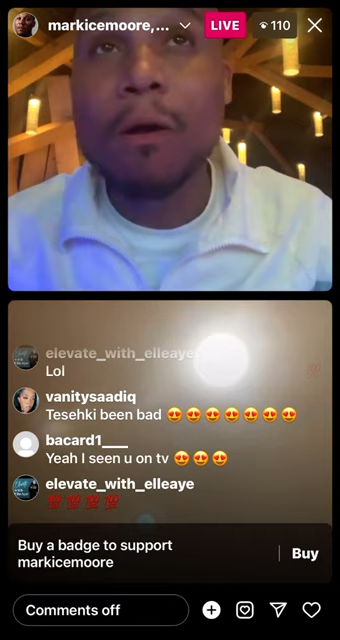 markicemoore,...
LIVE
110
elevate_with_elleaye
Lol
vanitysaadiq
Tesehki been bad 😍😍😍😍😍😍😍
bacard1___
Yeah I seen u on tv 😍😍😍
elevate_with_elleaye
💯💯💯💯
Buy a badge to support
markicemoore
Buy
Comments off